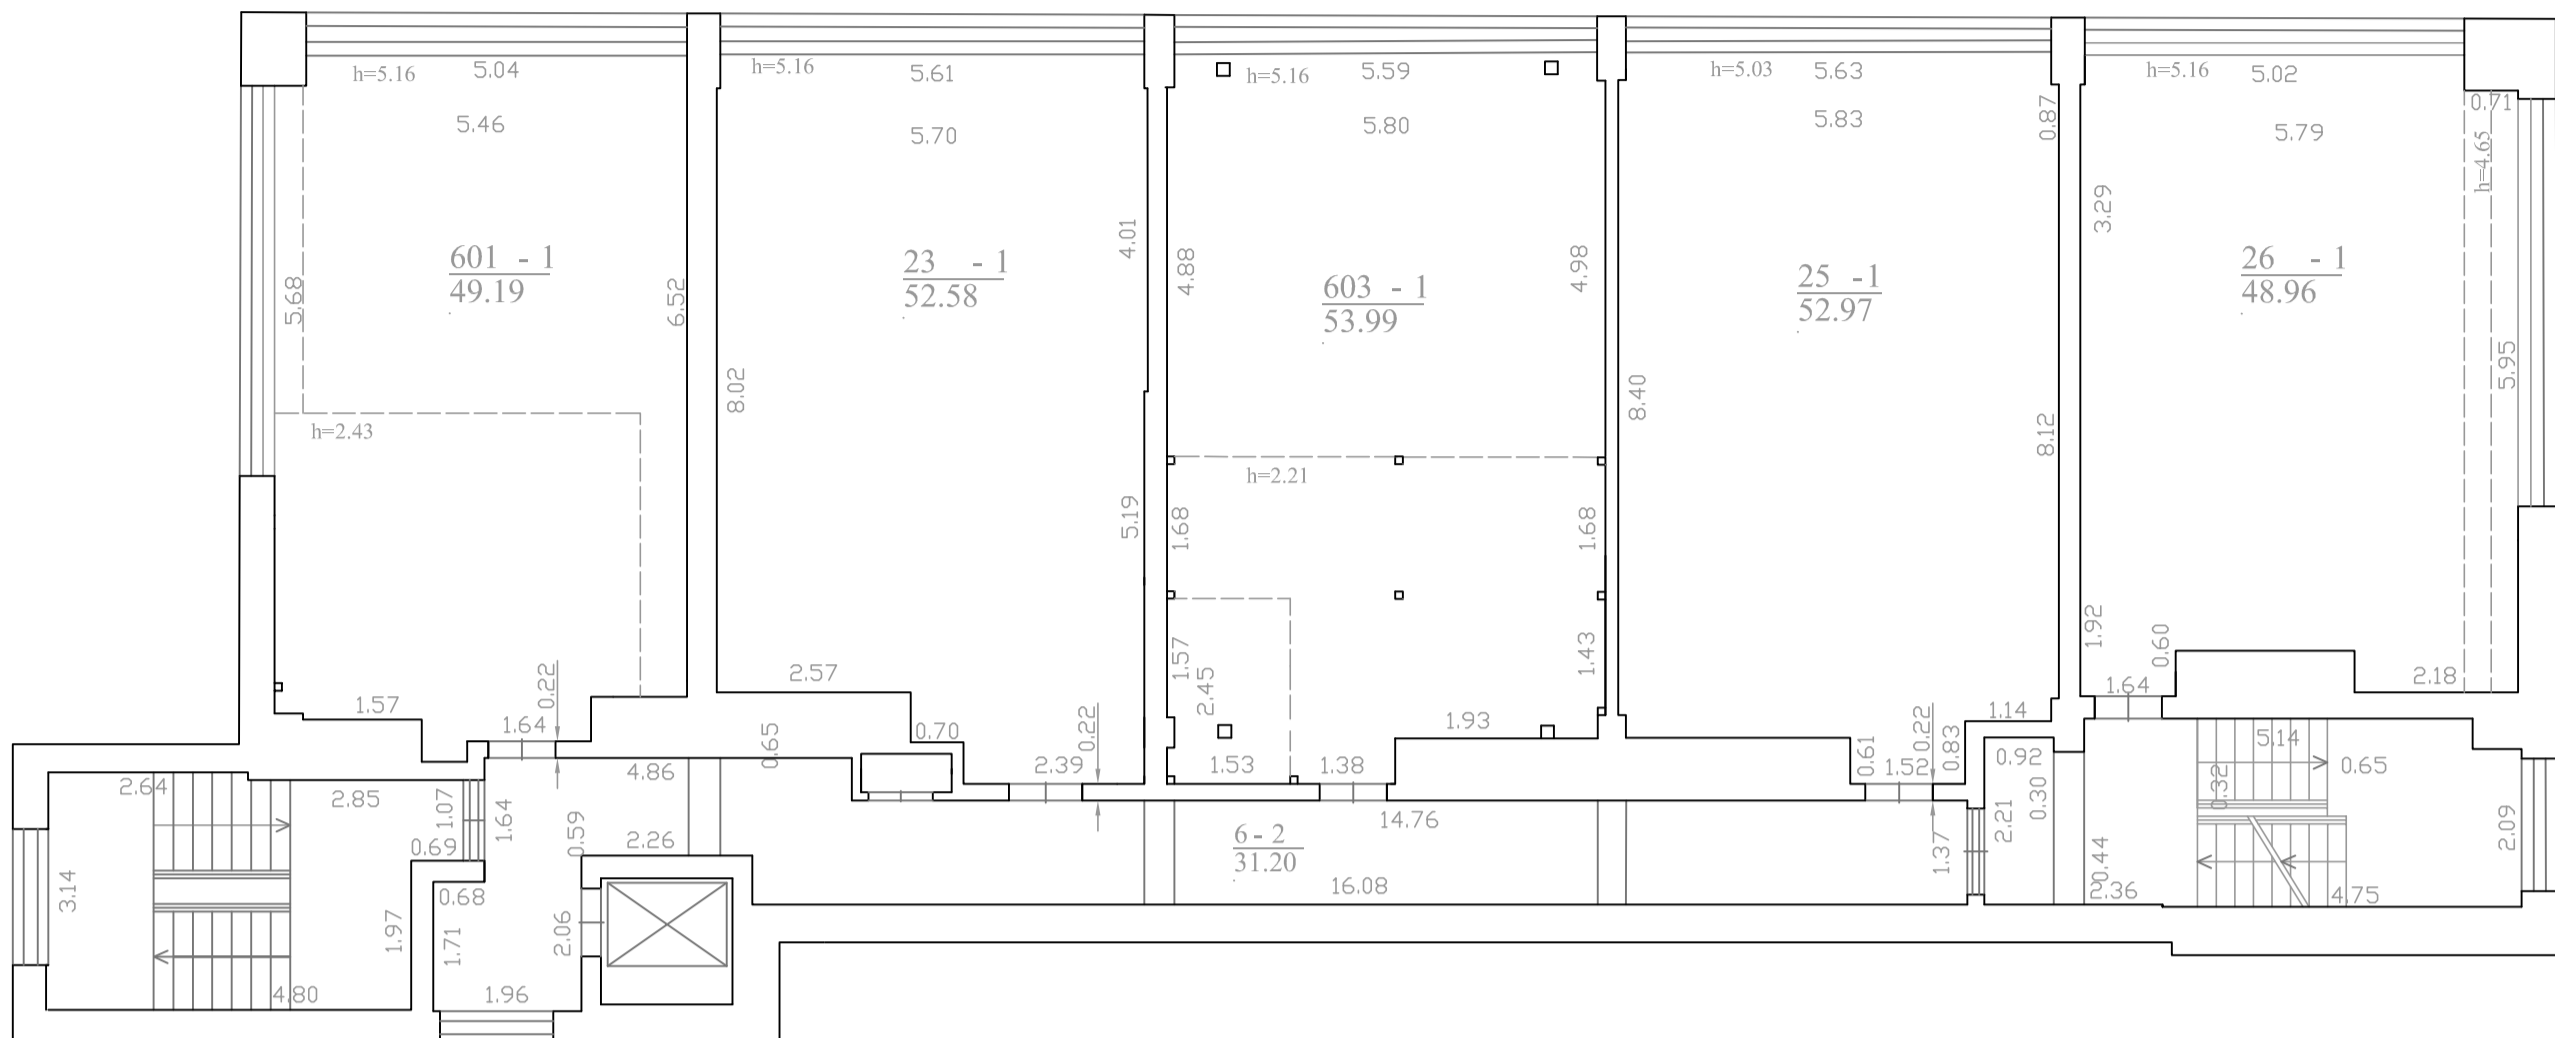 h=5.16 5.04 h=5.16 5.61 h=5.16 5.59 h=5.03 5.63 h=5.16 5.02
0.71
5.46 5.70 5.80 5.83 0.87 5.79
h=4.65
3.29
4.01 4.88 4.98
601 - 1
49.19
23 - 1
52.58
603 - 1
53.99
25 -1
52.97
26 - 1
48.96
5.68 6.52
8.02 8.40 5.95
h=2.43 8.12
h=2.21
5.19 1.68 1.68
1.57 1.43 1.92 0.60
0.22 2.57 2.45 2.18
1.57 1.64
1.64 0.70 0.65 0.22 1.93 0.22 1.14
0.83
0.61
2.64 2.85 4.86 2.39 1.53 1.38 1.52 0.92 5.14 0.65
0.32
0.30
1.07 1.64 0.59 2.26 14.76 2.21 2.09
0.69
6 - 2
31.20
1.37 0.44
3.14 0.68 16.08 2.36 4.75
1.97 1.71 2.06
4.80 1.96